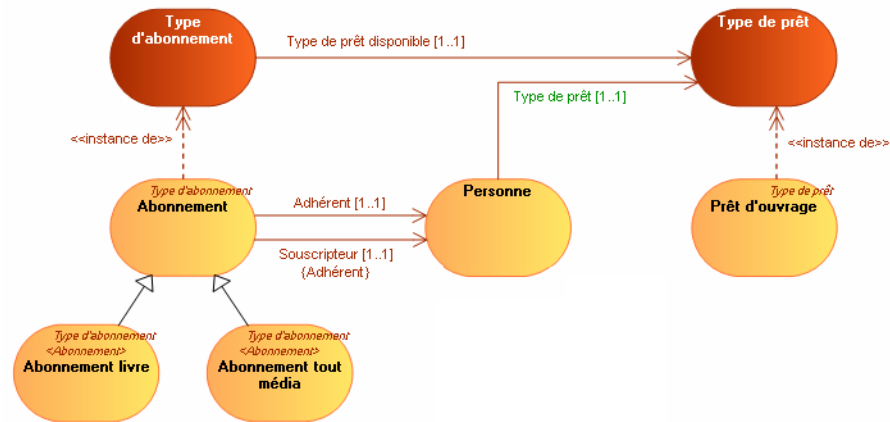 Type
d'abonnement
Type de prêt
Type de prêt disponible [1..1]
Type de prêt [1..1]
<<instance de>>
<<instance de>>
Type d'abonnement
Abonnement
Adhérent [1..1]
Personne
Type de prêt
Prêt d'ouvrage
Souscripteur [1..1]
{Adhérent}
Type d'abonnement
<Abonnement>
Abonnement livre
Type d'abonnement
<Abonnement>
Abonnement tout
média